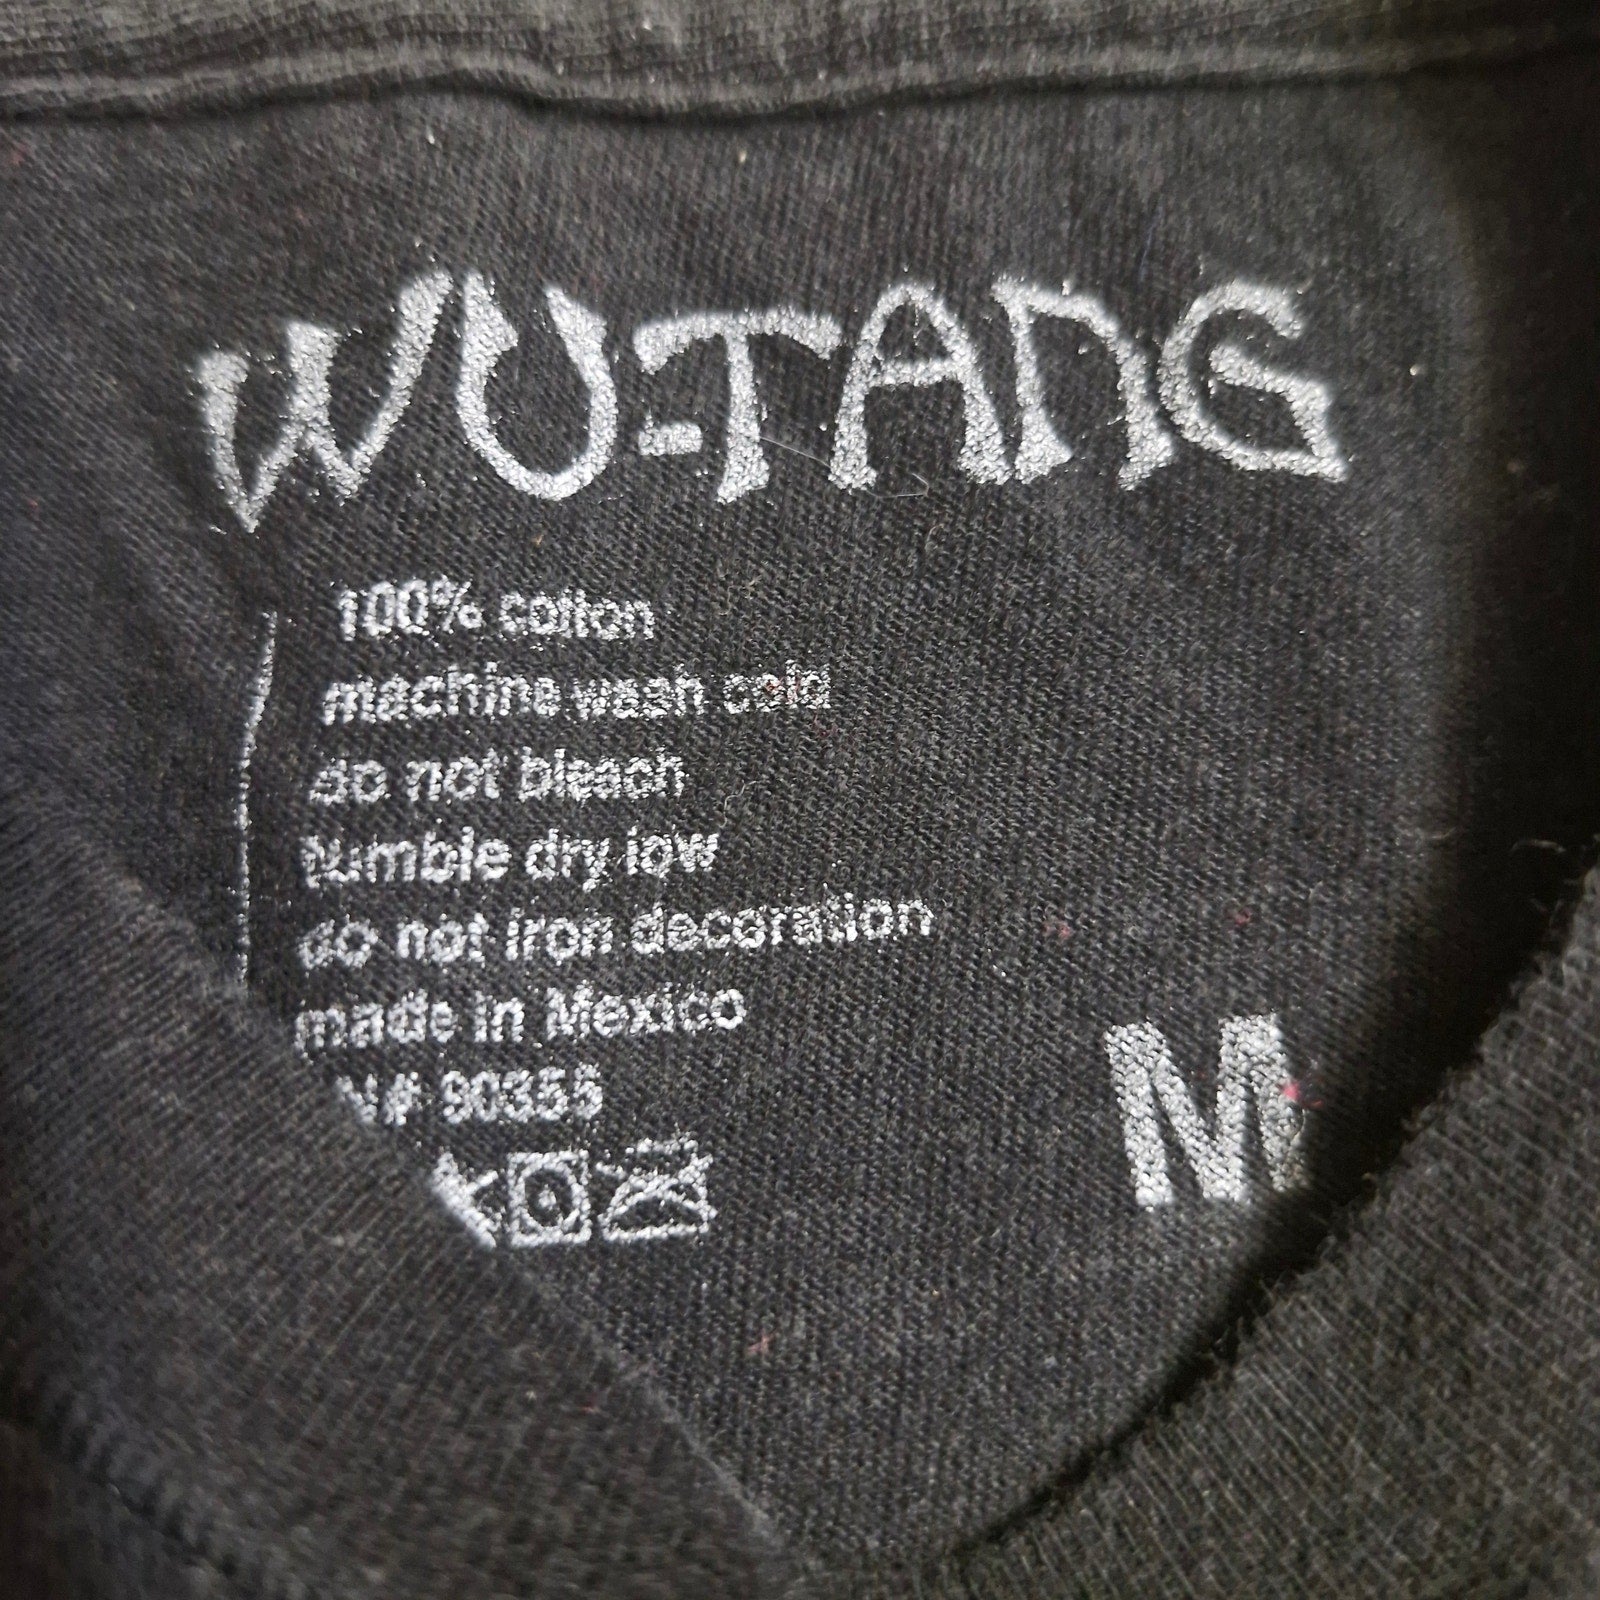 WU-TANG
100% cotton
machine wash cold
do not bleach
tumble dry low
do not iron decoration
made in Mexico
N# 90355
M